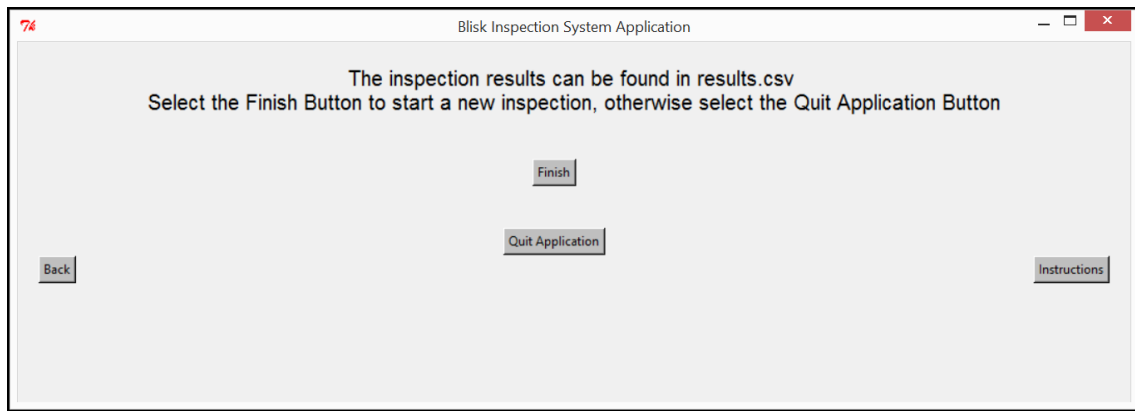 Blisk Inspection System Application
The inspection results can be found in results.csv
Select the Finish Button to start a new inspection, otherwise select the Quit Application Button
Finish
Quit Application
Back
Instructions